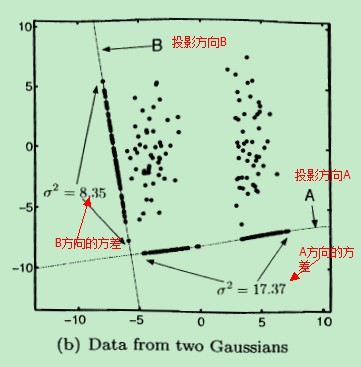 10
B 投影方向B
5
0
投影方向A
A
σ² = 8.35
-5
B方向的方差
A方向的方
差
-10
σ² = 17.37
-10 -5 0 5 10
(b) Data from two Gaussians